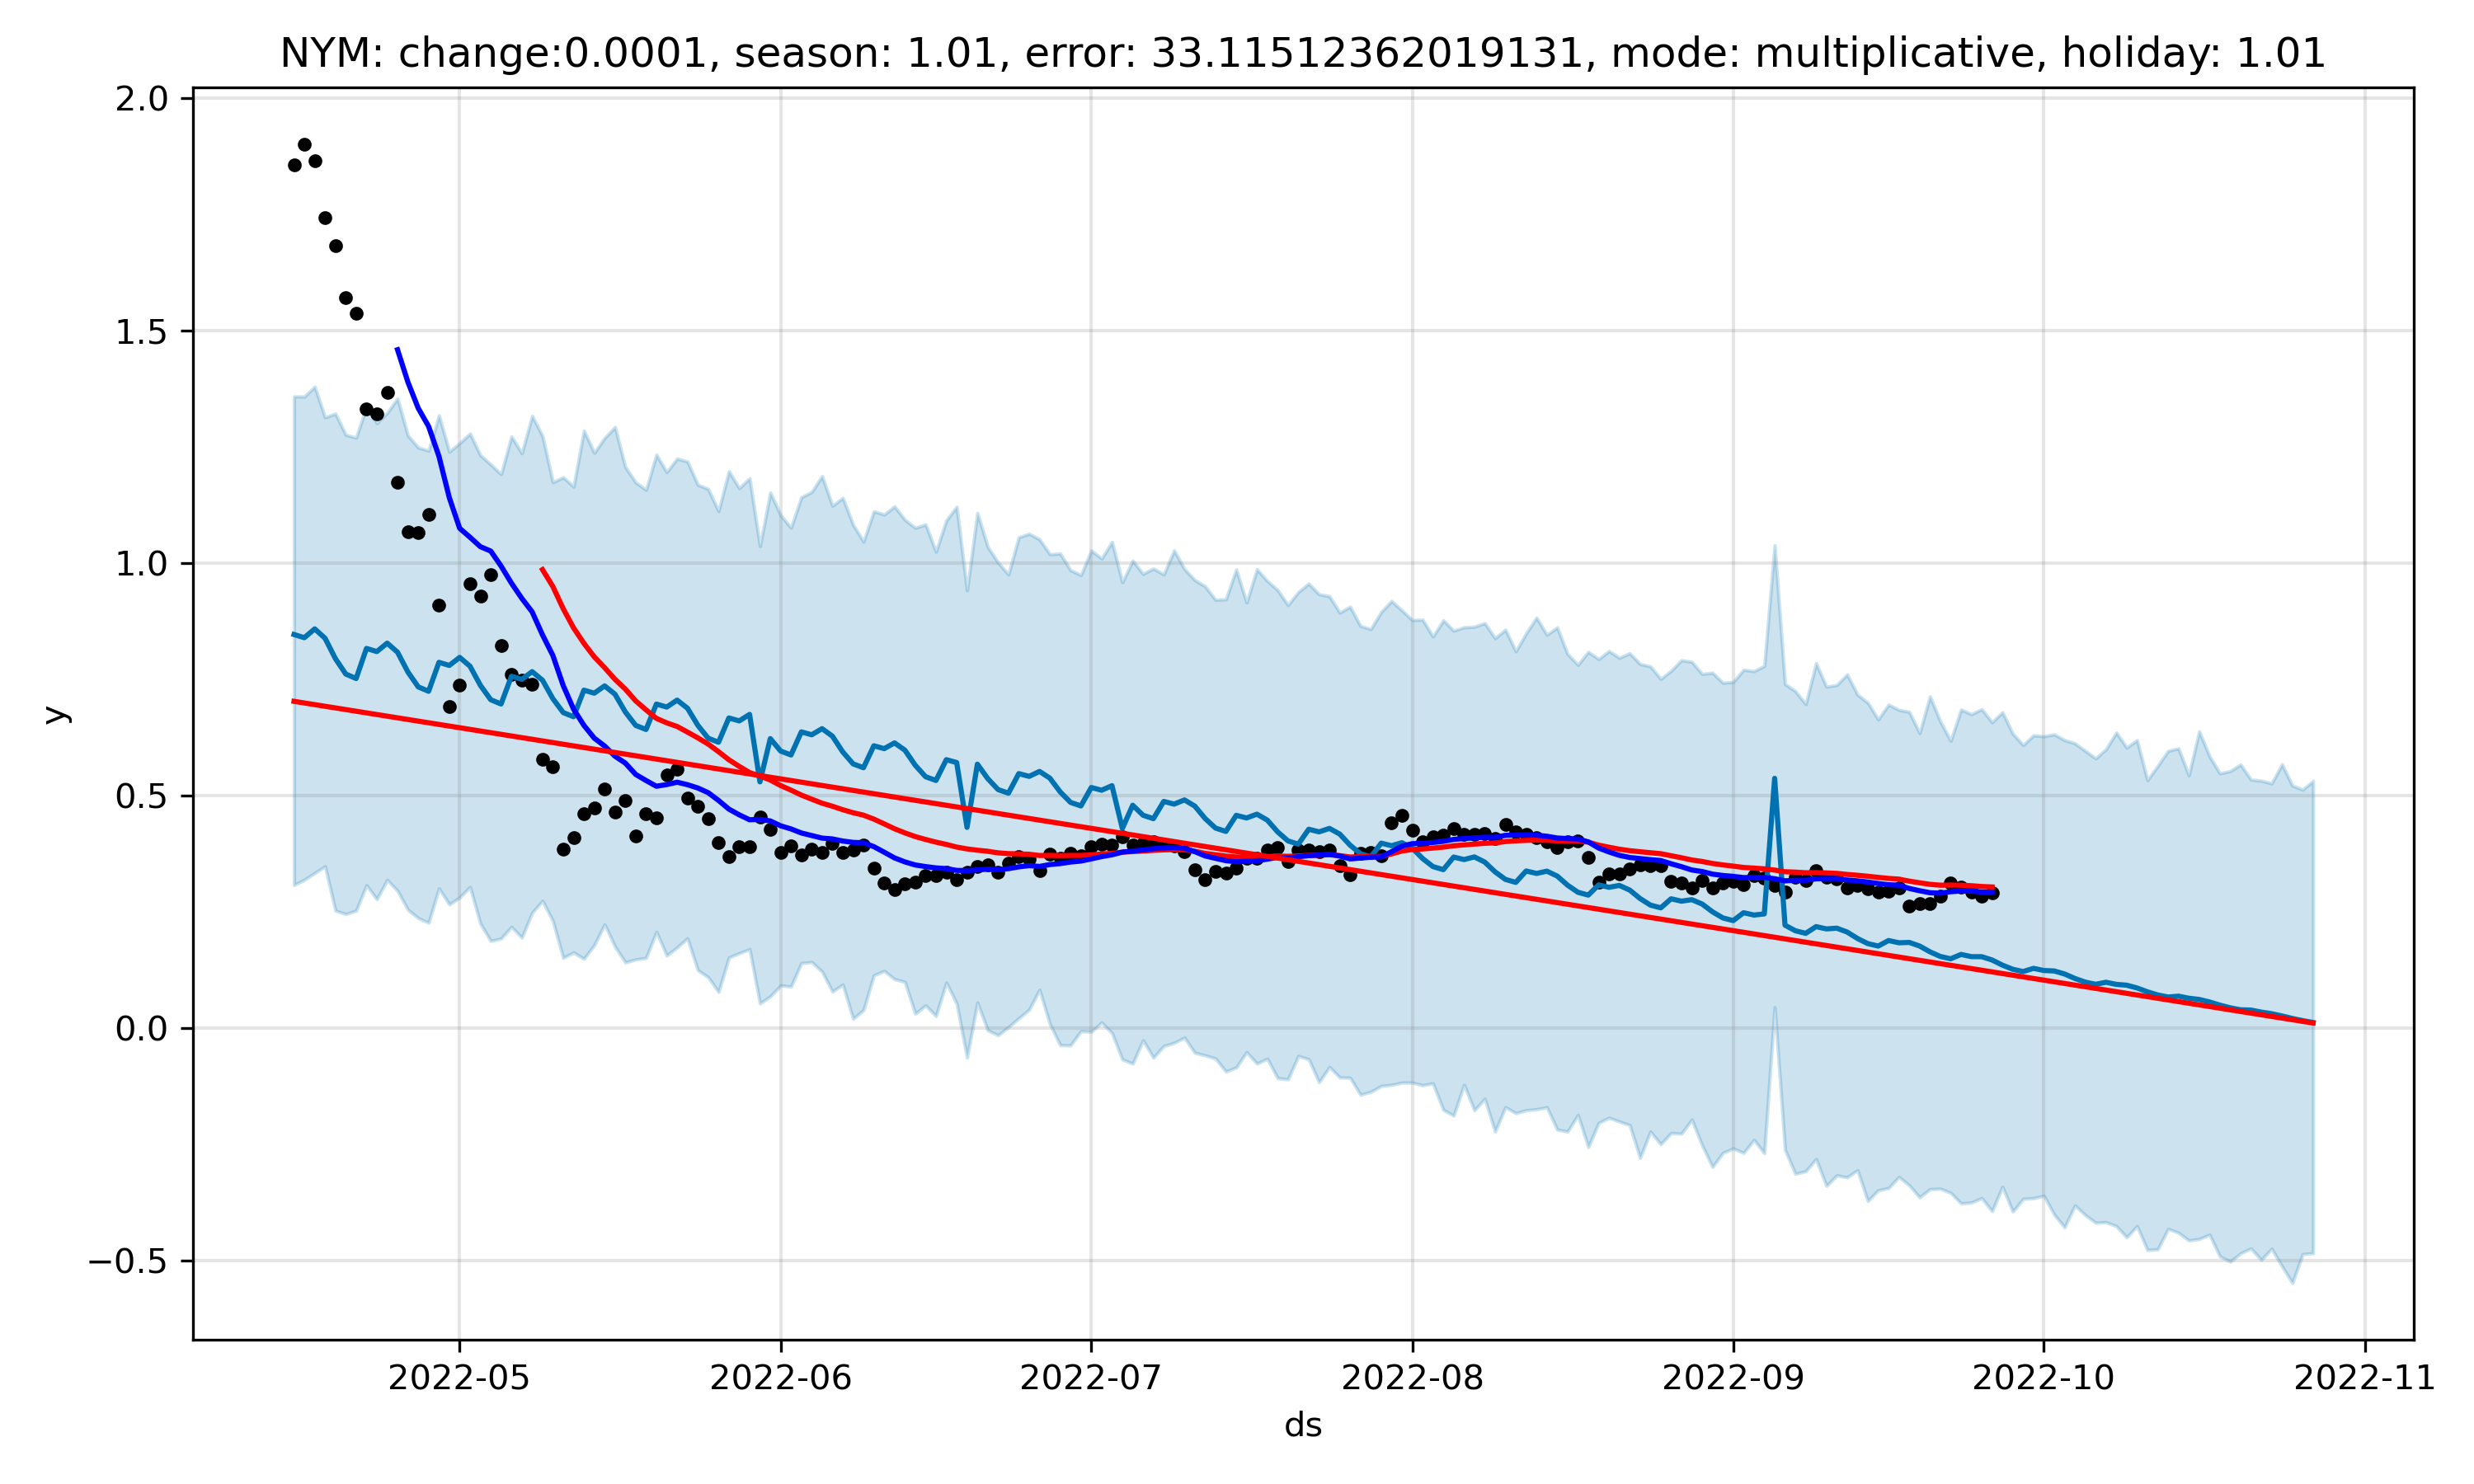 NYM: change:0.0001, season: 1.01, error: 33.11512362019131, mode: multiplicative, holiday: 1.01
2.0
1.5
1.0
0.5
0.0
−0.5
y
2022-05 2022-06 2022-07 2022-08 2022-09 2022-10 2022-11
ds